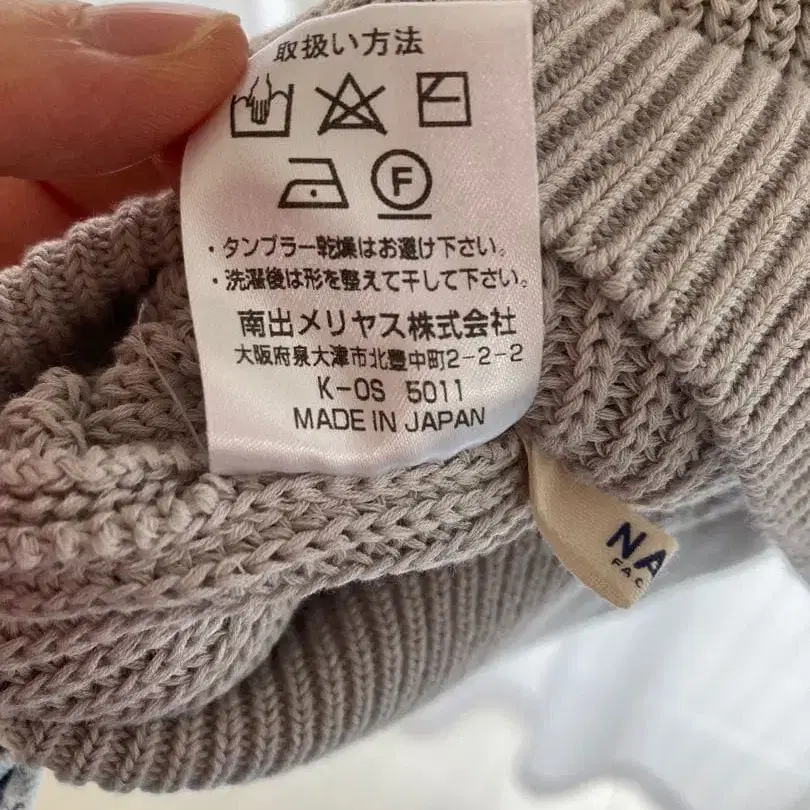 取扱い方法
F
・タンブラー乾燥はお避け下さい。
・洗濯後は形を整えて干して下さい。
南出メリヤス株式会社
大阪府泉大津市北豊中町2-2-2
K-OS 5011
MADE IN JAPAN
NA
FAC